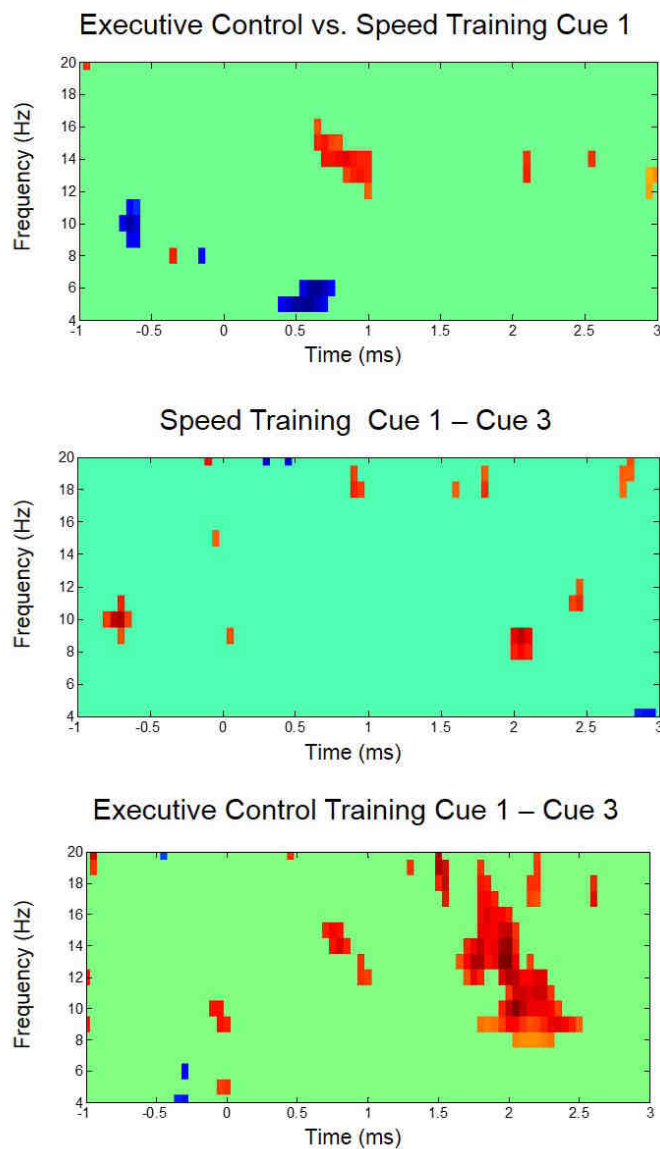 Executive Control vs. Speed Training Cue 1
20
18
16
14
12
10
8
6
4
Frequency (Hz)
-1 -0.5 0 0.5 1 1.5 2 2.5 3
Time (ms)
Speed Training Cue 1 – Cue 3
20
18
16
14
12
10
8
6
4
Frequency (Hz)
-1 -0.5 0 0.5 1 1.5 2 2.5 3
Time (ms)
Executive Control Training Cue 1 – Cue 3
20
18
16
14
12
10
8
6
4
Frequency (Hz)
-1 -0.5 0 0.5 1 1.5 2 2.5 3
Time (ms)